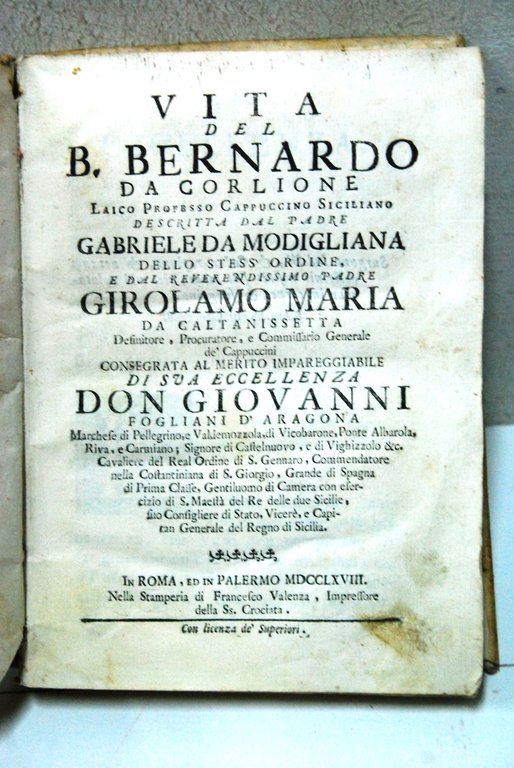 VITA
DEL
B. BERNARDO
DA CORLIONE
LAICO PROFESSO CAPPUCCINO SICILIANO
DESCRITTA DAL PADRE
GABRIELE DA MODIGLIANA
DELLO STESS' ORDINE,
E DAL REVERENDISSIMO PADRE
GIROLAMO MARIA
DA CALTANISSETTA
Definitore, Procuratore, e Commissario Generale
de' Cappuccini
CONSEGRATA AL MERITO IMPAREGGIABILE
DI SVA ECCELLENZA
DON GIOVANNI
FOGLIANI D'ARAGONA
Marchese di Pellegrino, e Valdemozzola, di Vicobarone, Ponte Albarola,
Riva, e Carmiano; Signore di Castelnuovo, e di Vighizzolo &c.
Cavaliere del Real Ordine di S. Gennaro, Commendatore
nella Costantiniana di S. Giorgio, Grande di Spagna
di Prima Classe, Gentiluomo di Camera con eser-
cizio di S. Maestà del Re delle due Sicilie,
suo Consigliere di Stato, Vicerè, e Capi-
tan Generale del Regno di Sicilia.
IN ROMA, ED IN PALERMO MDCCLXVIII.
Nella Stamperia di Francesco Valenza, Impressore
della Ss. Crociata.
Con licenza de' Superiori.